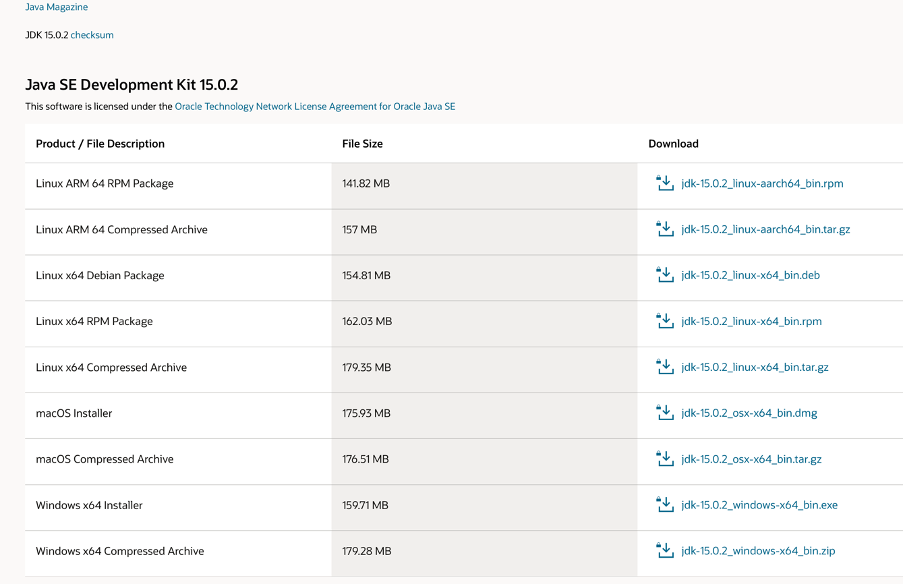 Java Magazine
JDK 15.0.2 checksum
Java SE Development Kit 15.0.2
This software is licensed under the Oracle Technology Network License Agreement for Oracle Java SE
Product / File Description File Size Download
Linux ARM 64 RPM Package 141.82 MB jdk-15.0.2_linux-aarch64_bin.rpm
Linux ARM 64 Compressed Archive 157 MB jdk-15.0.2_linux-aarch64_bin.tar.gz
Linux x64 Debian Package 154.81 MB jdk-15.0.2_linux-x64_bin.deb
Linux x64 RPM Package 162.03 MB jdk-15.0.2_linux-x64_bin.rpm
Linux x64 Compressed Archive 179.35 MB jdk-15.0.2_linux-x64_bin.tar.gz
macOS Installer 175.93 MB jdk-15.0.2_osx-x64_bin.dmg
macOS Compressed Archive 176.51 MB jdk-15.0.2_osx-x64_bin.tar.gz
Windows x64 Installer 159.71 MB jdk-15.0.2_windows-x64_bin.exe
Windows x64 Compressed Archive 179.28 MB jdk-15.0.2_windows-x64_bin.zip